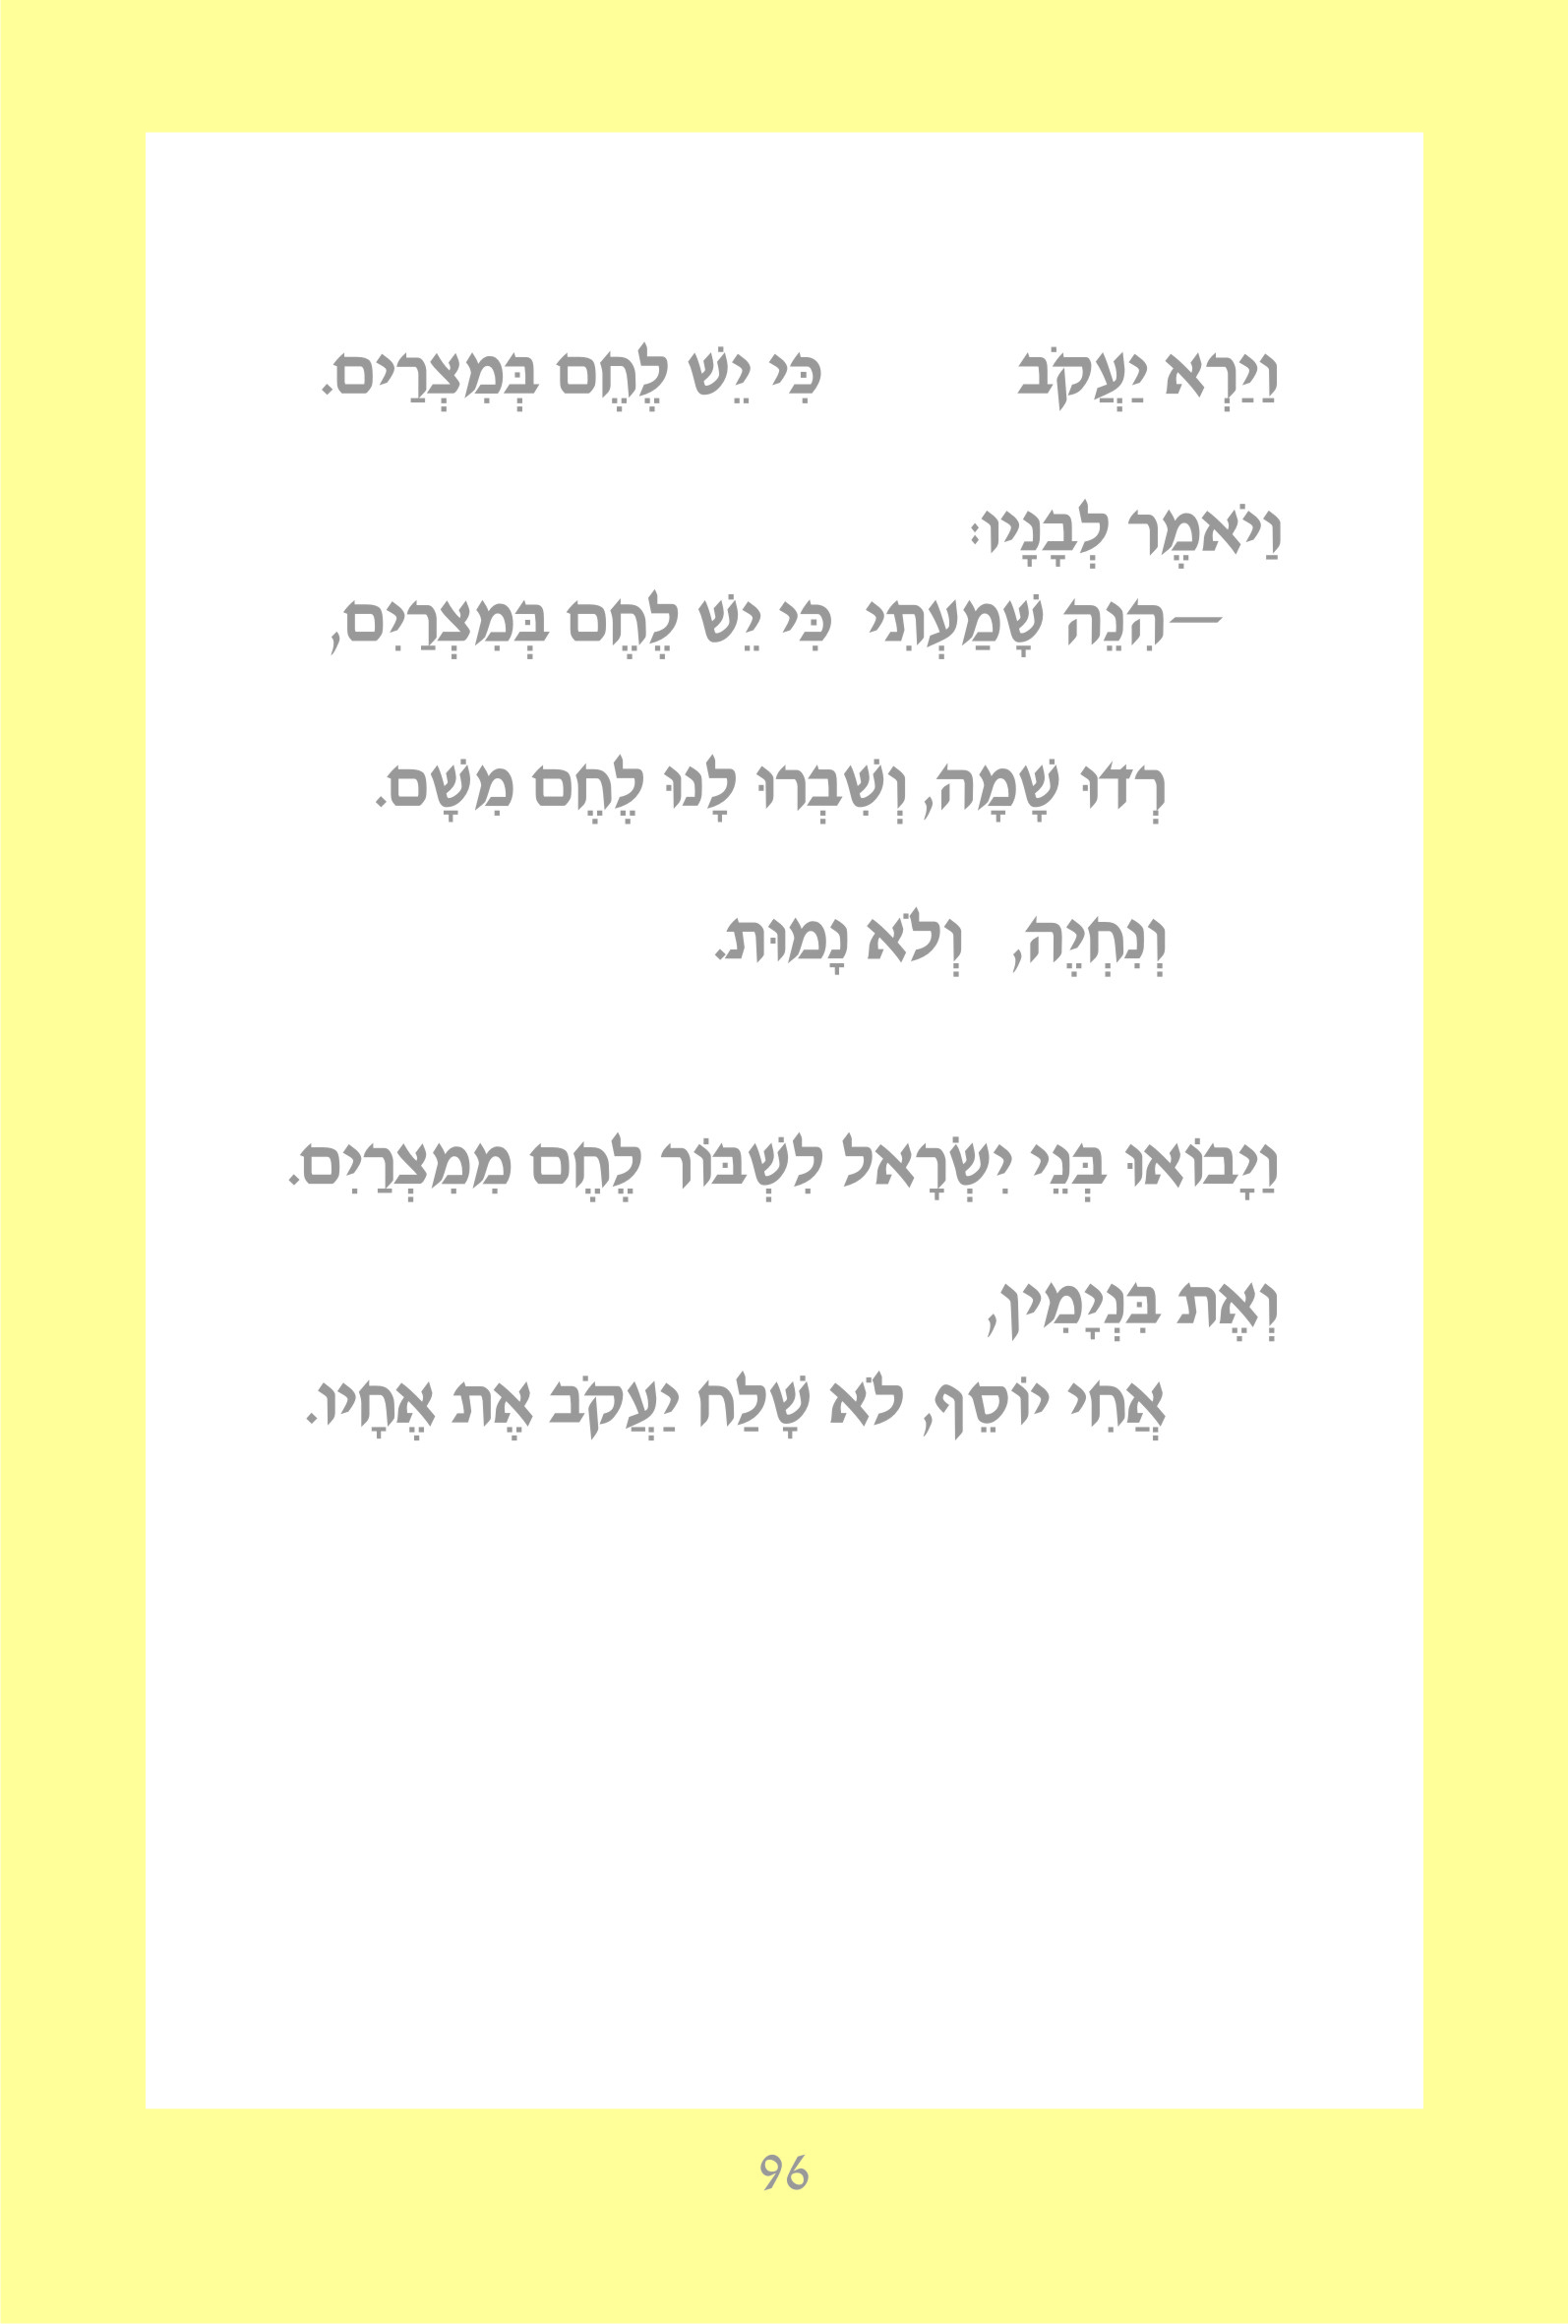 וַיַּרְא יַעֲקֹב כִּי יֵשׁ לֶחֶם בְּמִצְרַיִם.
וַיֹּאמֶר לְבָנָיו:
—הִנֵּה שָׁמַעְתִּי כִּי יֵשׁ לֶחֶם בְּמִצְרַיִם,
רְדוּ שָׁמָּה, וְשִׁבְרוּ לָנוּ לֶחֶם מִשָּׁם.
וְנִחְיֶה, וְלֹא נָמוּת.
וַיָּבוֹאוּ בְּנֵי יִשְׂרָאֵל לִשְׁבּוֹר לֶחֶם מִמִּצְרַיִם.
וְאֶת בִּנְיָמִין,
אֲחִי יוֹסֵף, לֹא שָׁלַח יַעֲקֹב אֶת אֶחָיו.
96